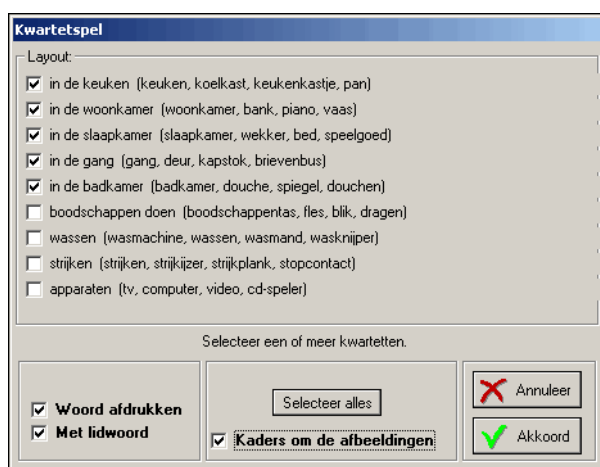 Kwartetspel
Layout:
in de keuken (keuken, koelkast, keukenkastje, pan)
in de woonkamer (woonkamer, bank, piano, vaas)
in de slaapkamer (slaapkamer, wekker, bed, speelgoed)
in de gang (gang, deur, kapstok, brievenbus)
in de badkamer (badkamer, douche, spiegel, douchen)
boodschappen doen (boodschappentas, fles, blik, dragen)
wassen (wasmachine, wassen, wasmand, wasknijper)
strijken (strijken, strijkijzer, strijkplank, stopcontact)
apparaten (tv, computer, video, cd-speler)
Selecteer een of meer kwartetten.
Woord afdrukken
Met lidwoord
Selecteer alles
Kaders om de afbeeldingen
Annuleer
Akkoord